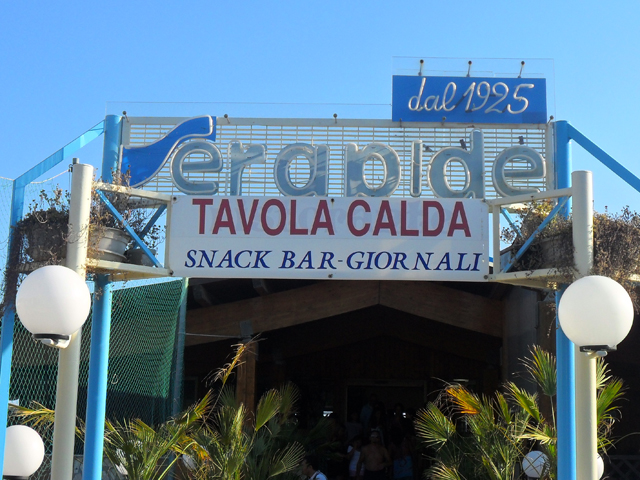 dal 1925
Serapide
TAVOLA CALDA
SNACK BAR-GIORNALI